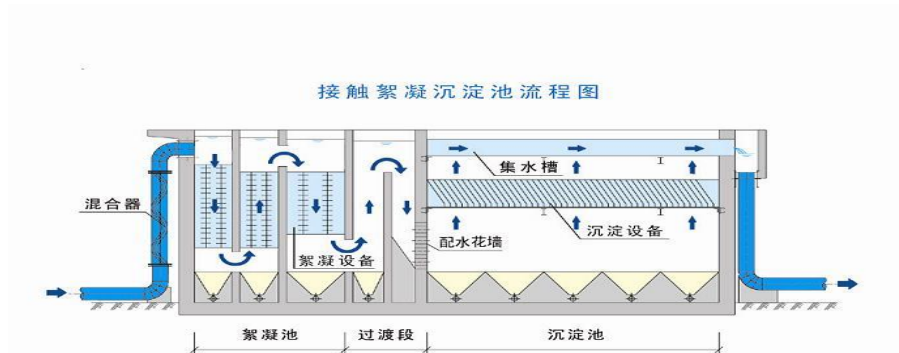 接触絮凝沉淀池流程图
集水槽
混合器
沉淀设备
配水花墙
絮凝设备
絮凝池
过渡段
沉淀池